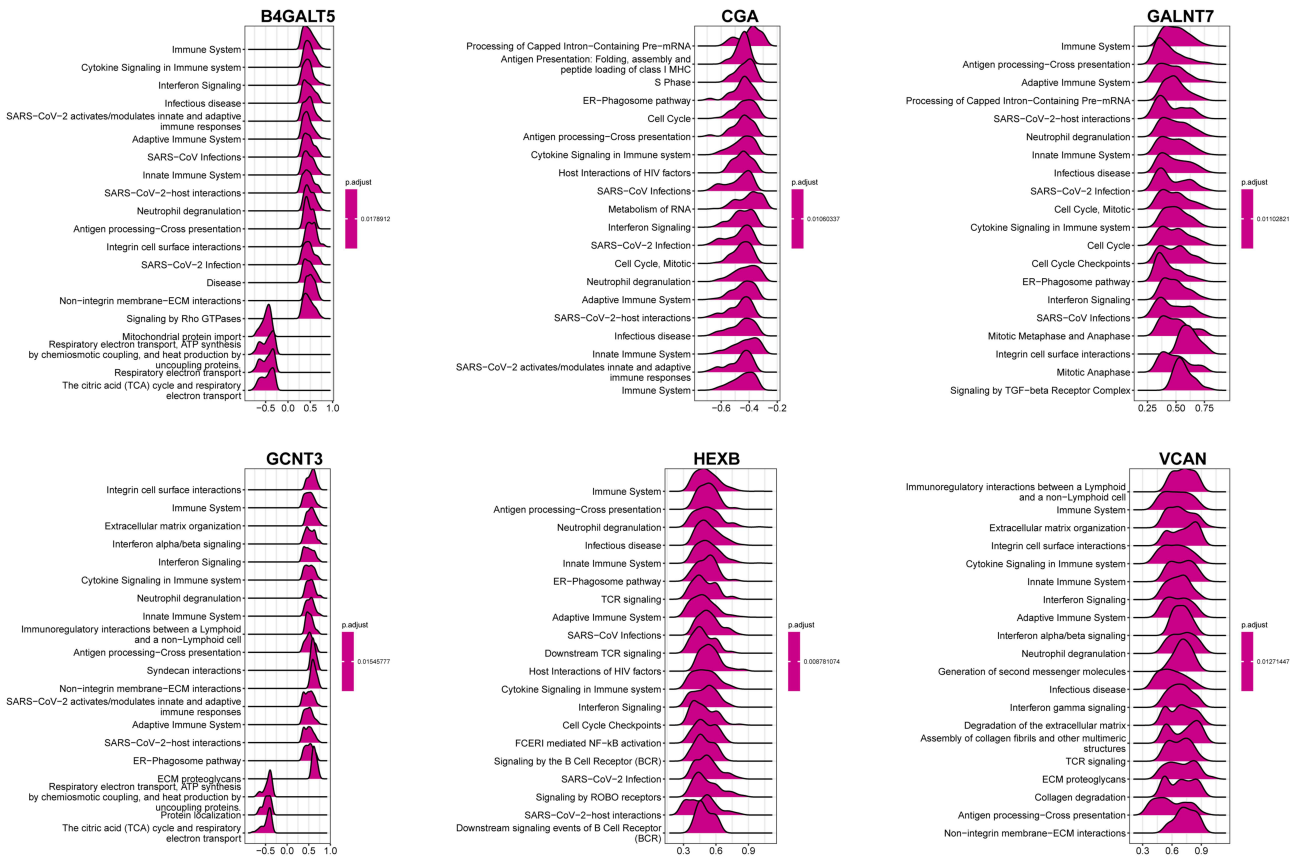 B4GALT5
Immune System
Cytokine Signaling in Immune system
Interferon Signaling
Infectious disease
SARS−CoV−2 activates/modulates innate and adaptive
immune responses
Adaptive Immune System
SARS−CoV Infections
Innate Immune System
SARS−CoV−2−host interactions
Neutrophil degranulation
Antigen processing−Cross presentation
Integrin cell surface interactions
SARS−CoV−2 Infection
Disease
Non−integrin membrane−ECM interactions
Signaling by Rho GTPases
Mitochondrial protein import
Respiratory electron transport, ATP synthesis
by chemiosmotic coupling, and heat production by
uncoupling proteins.
Respiratory electron transport
The citric acid (TCA) cycle and respiratory
electron transport
−0.5 0.0 0.5 1.0
p.adjust
0.0178912
CGA
Processing of Capped Intron−Containing Pre−mRNA
Antigen Presentation: Folding, assembly and
peptide loading of class I MHC
S Phase
ER−Phagosome pathway
Cell Cycle
Antigen processing−Cross presentation
Cytokine Signaling in Immune system
Host Interactions of HIV factors
SARS−CoV Infections
Metabolism of RNA
Interferon Signaling
SARS−CoV−2 Infection
Cell Cycle, Mitotic
Neutrophil degranulation
Adaptive Immune System
SARS−CoV−2−host interactions
Infectious disease
Innate Immune System
SARS−CoV−2 activates/modulates innate and adaptive
immune responses
Immune System
−0.6 −0.4 −0.2
p.adjust
0.01060337
GALNT7
Immune System
Antigen processing−Cross presentation
Adaptive Immune System
Processing of Capped Intron−Containing Pre−mRNA
SARS−CoV−2−host interactions
Neutrophil degranulation
Innate Immune System
Infectious disease
SARS−CoV−2 Infection
Cell Cycle, Mitotic
Cytokine Signaling in Immune system
Cell Cycle
Cell Cycle Checkpoints
ER−Phagosome pathway
Interferon Signaling
SARS−CoV Infections
Mitotic Metaphase and Anaphase
Integrin cell surface interactions
Mitotic Anaphase
Signaling by TGF−beta Receptor Complex
0.25 0.50 0.75
p.adjust
0.01102821
GCNT3
Integrin cell surface interactions
Immune System
Extracellular matrix organization
Interferon alpha/beta signaling
Interferon Signaling
Cytokine Signaling in Immune system
Neutrophil degranulation
Innate Immune System
Immunoregulatory interactions between a Lymphoid
and a non−Lymphoid cell
Antigen processing−Cross presentation
Syndecan interactions
Non−integrin membrane−ECM interactions
SARS−CoV−2 activates/modulates innate and adaptive
immune responses
Adaptive Immune System
SARS−CoV−2−host interactions
ER−Phagosome pathway
ECM proteoglycans
Respiratory electron transport, ATP synthesis
by chemiosmotic coupling, and heat production by
uncoupling proteins.
Protein localization
The citric acid (TCA) cycle and respiratory
electron transport
−0.5 0.0 0.5 1.0
p.adjust
0.01545777
HEXB
Immune System
Antigen processing−Cross presentation
Neutrophil degranulation
Infectious disease
Innate Immune System
ER−Phagosome pathway
TCR signaling
Adaptive Immune System
SARS−CoV Infections
Downstream TCR signaling
Host Interactions of HIV factors
Cytokine Signaling in Immune system
Interferon Signaling
Cell Cycle Checkpoints
FCERI mediated NF−kB activation
Signaling by the B Cell Receptor (BCR)
SARS−CoV−2 Infection
Signaling by ROBO receptors
SARS−CoV−2−host interactions
Downstream signaling events of B Cell Receptor
(BCR)
0.3 0.6 0.9
p.adjust
0.008781074
VCAN
Immunoregulatory interactions between a Lymphoid
and a non−Lymphoid cell
Immune System
Extracellular matrix organization
Integrin cell surface interactions
Cytokine Signaling in Immune system
Innate Immune System
Interferon Signaling
Adaptive Immune System
Interferon alpha/beta signaling
Neutrophil degranulation
Generation of second messenger molecules
Infectious disease
Interferon gamma signaling
Degradation of the extracellular matrix
Assembly of collagen fibrils and other multimeric
structures
TCR signaling
ECM proteoglycans
Collagen degradation
Antigen processing−Cross presentation
Non−integrin membrane−ECM interactions
0.3 0.6 0.9
p.adjust
0.01271447